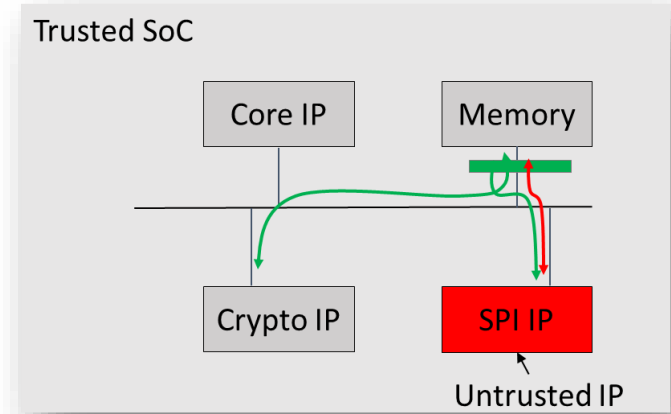 Trusted SoC
Core IP
Memory
Crypto IP
SPI IP
Untrusted IP